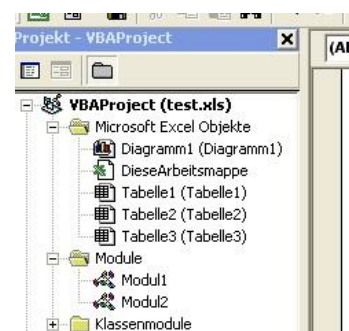 Projekt - VBAProject
VBAProject (test.xls)
Microsoft Excel Objekte
Diagramm1 (Diagramm1)
DieseArbeitsmappe
Tabelle1 (Tabelle1)
Tabelle2 (Tabelle2)
Tabelle3 (Tabelle3)
Module
Modul1
Modul2
Klassenmodule